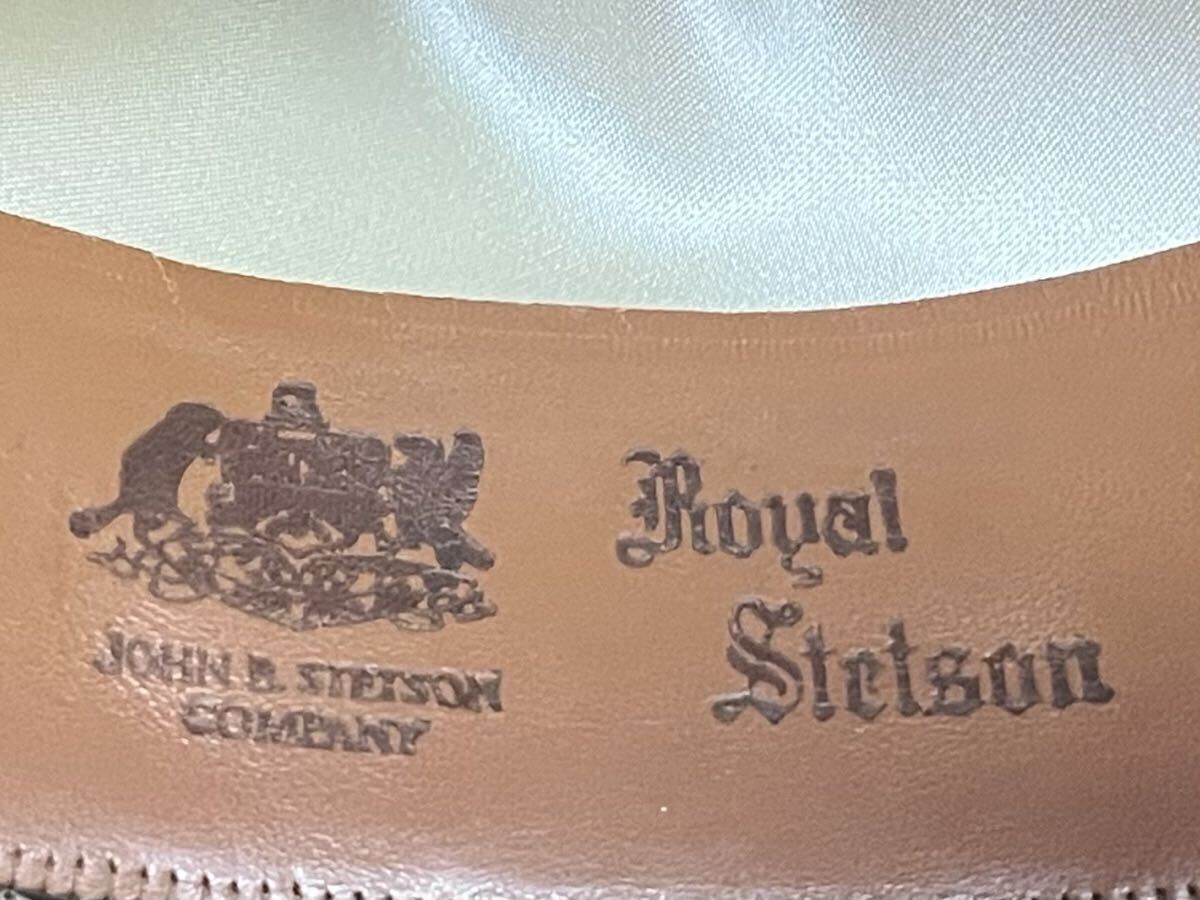 JOHN B. STETSON
COMPANY
Royal
Stetson